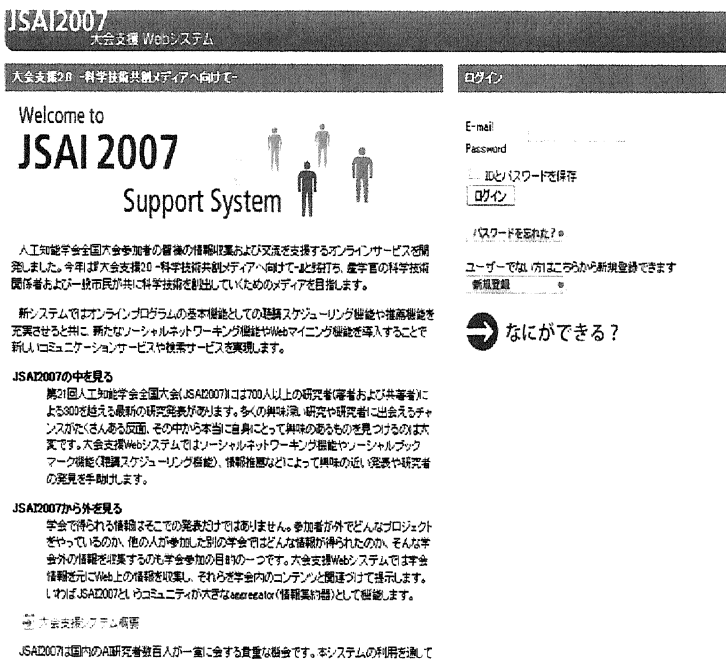 JSAI2007
大会支援 Webシステム
大会支援2.0 -科学技術共創メディアへ向けて-
Welcome to
JSAI 2007
Support System
人工知能学会全国大会参加者の皆様の情報収集および交流を支援するオンラインサービスを開
発しました。今年は"大会支援2.0 -科学技術共創メディアへ向けて-"と銘打ち、産学官の科学技術
関係者および一般市民が共に科学技術を創出していくためのメディアを目指します。
新システムではオンラインプログラムの基本機能としての聴講スケジューリング機能や推薦機能を
充実させると共に、新たなソーシャルネットワーキング機能やWebマイニング機能を導入することで
新しいコミュニケーションサービスや検索サービスを実現します。
JSAI2007の中を見る
第21回人工知能学会全国大会(JSAI2007)には700人以上の研究者(著者および共著者)に
よる300を越える最新の研究発表があります。多くの興味深い研究や研究者に出会えるチャ
ンスがたくさんある反面、その中から本当に自身にとって興味のあるものを見つけるのは大
変です。大会支援Webシステムではソーシャルネットワーキング機能やソーシャルブック
マーク機能(聴講スケジューリング機能)、情報推薦などによって興味の近い発表や研究者
の発見を手助けします。
JSAI2007から外を見る
学会で得られる情報はそこでの発表だけではありません。参加者が外でどんなプロジェクト
をやっているのか、他の人が参加した別の学会ではどんな情報が得られたのか、そんな学
会外の情報を収集するのも学会参加の目的の一つです。大会支援Webシステムでは学会
情報を元にWeb上の情報を収集し、それらを学会内のコンテンツと関連づけて提示します。
いわばJSAI2007というコミュニティが大きなaggregator(情報集約器)として機能します。
大会支援システム概要
JSAI2007は国内のAI研究者数百人が一堂に会する貴重な機会です。本システムの利用を通して
ログイン
E-mail
Password
IDとパスワードを保存
ログイン
パスワードを忘れた?
ユーザーでない方はこちらから新規登録できます
新規登録
なにができる?